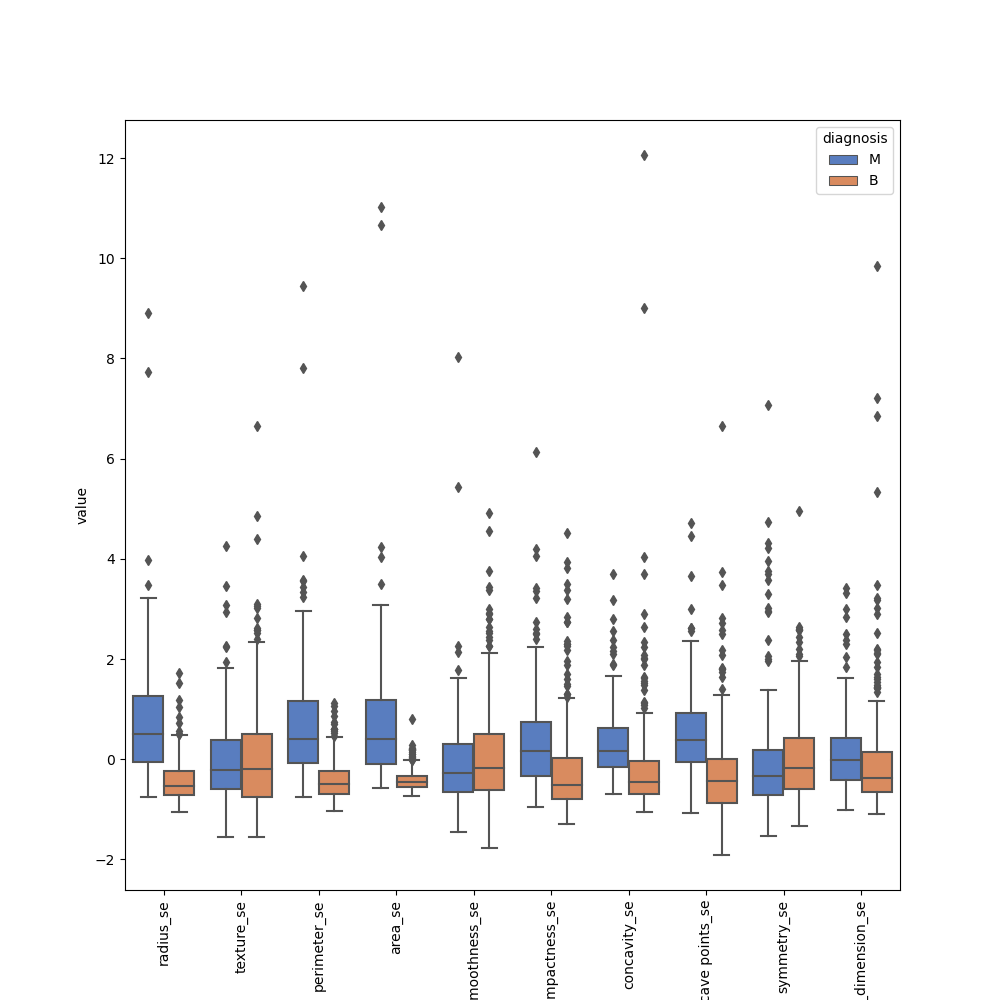 diagnosis
M
B
12
10
8
6
4
2
0
−2
value
radius_se
texture_se
perimeter_se
area_se
moothness_se
mpactness_se
concavity_se
cave points_se
symmetry_se
_dimension_se